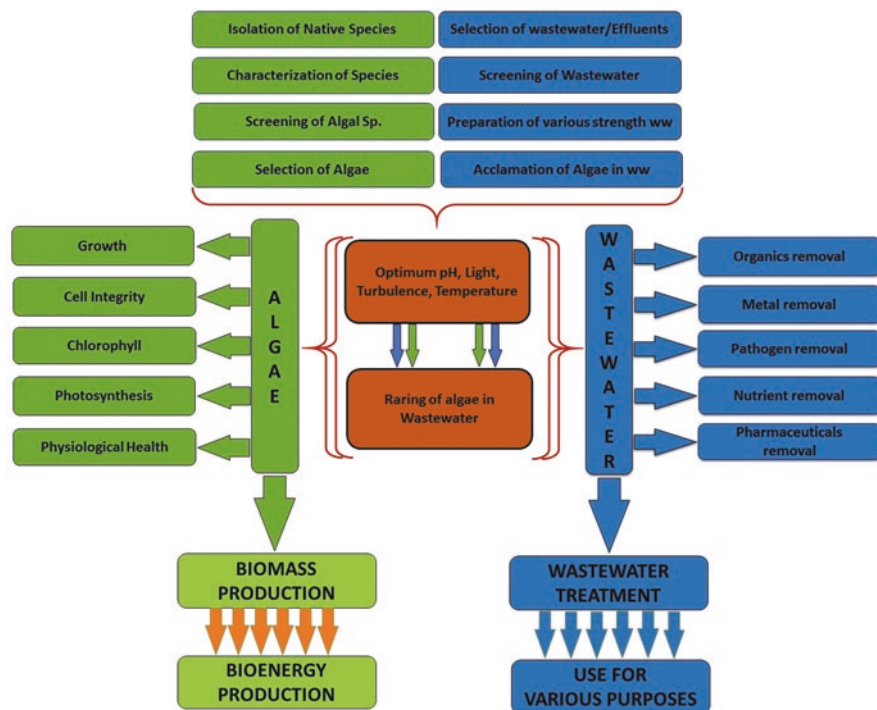 Isolation of Native Species
Selection of wastewater/Effluents
Characterization of Species
Screening of Wastewater
Screening of Algal Sp.
Preparation of various strength ww
Selection of Algae
Acclamation of Algae in ww
Growth
Cell Integrity
Chlorophyll
Photosynthesis
Physiological Health
ALGAE
Optimum pH, Light,
Turbulence, Temperature
Raring of algae in
Wastewater
WASTEWATER
Organics removal
Metal removal
Pathogen removal
Nutrient removal
Pharmaceuticals
removal
BIOMASS
PRODUCTION
BIOENERGY
PRODUCTION
WASTEWATER
TREATMENT
USE FOR
VARIOUS PURPOSES